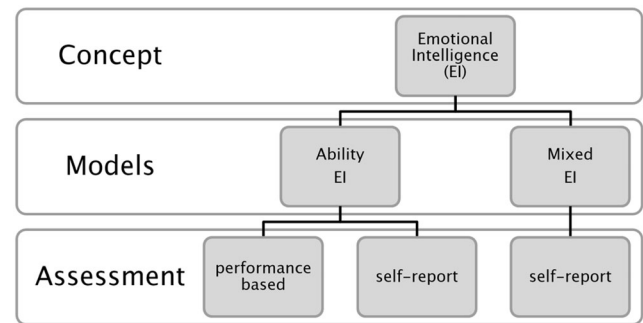 Concept
Emotional
Intelligence
(EI)
Models
Ability
EI
Mixed
EI
Assessment
performance
based
self-report
self-report